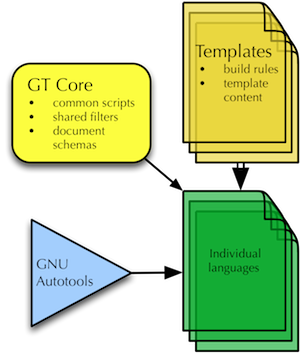 Templates
• build rules
• template
content
GT Core
• common scripts
• shared filters
• document
schemas
Individual
languages
GNU
Autotools